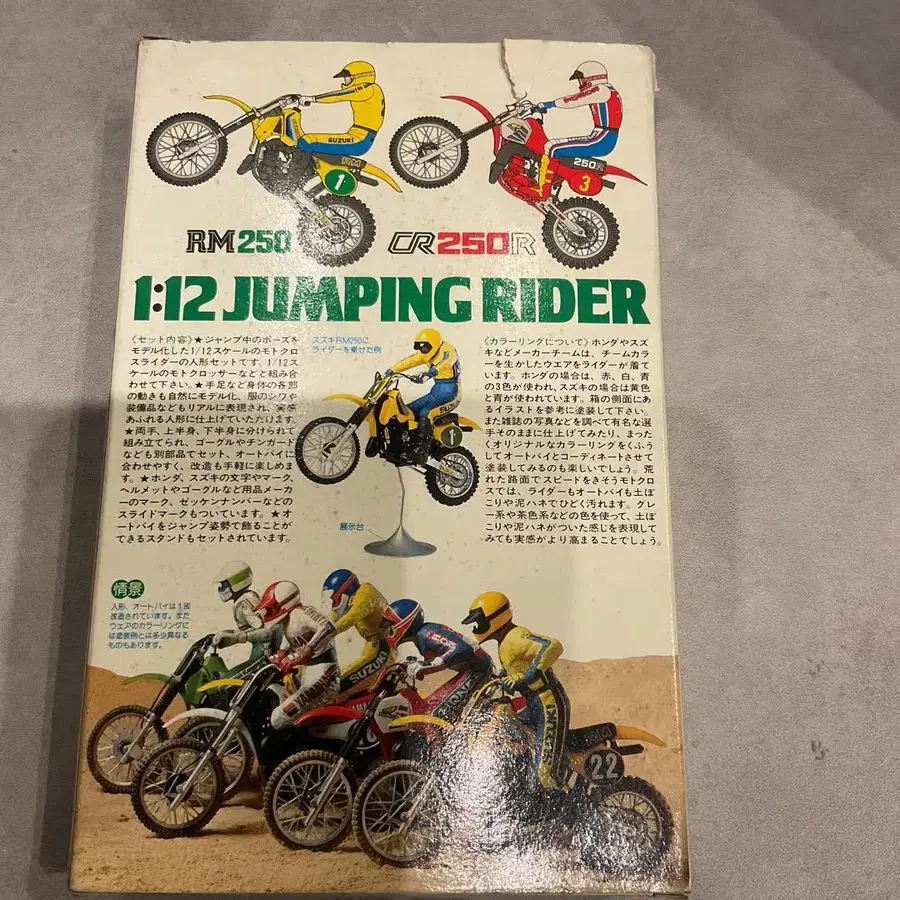 SUZUKI
RM
1
HONDA
250
3
RM250
CR250R
1:12 JUMPING RIDER
《セット内容》★ジャンプ中のポーズを
モデル化した1/12スケールのモトクロ
スライダーの人形セットです。1/12ス
ケールのモトクロッサーなどと組み合
わせて下さい。★手足など身体の各部
の動きも自然にモデル化、服のシワや
装備品などもリアルに表現され、実感
あふれる人形に仕上げていただけます。
★両手、上半身、下半身に分けられて
組み立てられ、ゴーグルやチンガード
なども別部品でセット、オートバイに
合わせやすく、改造も手軽に楽しめま
す。★ホンダ、スズキの文字やマーク、
ヘルメットやゴーグルなど用品メーカ
ーのマーク、ゼッケンナンバーなどの
スライドマークもついています。★オ
ートバイをジャンプ姿勢で飾ることが
できるスタンドもセットされています。
スズキRM250に
ライダーを乗せた例
展示台
《カラーリングについて》ホンダやスズ
キなどメーカーチームは、チームカラ
ーを生かしたウエアをライダーが着て
います。ホンダの場合は、赤、白、青
の3色が使われ、スズキの場合は黄色
と青が使われています。箱の側面にあ
るイラストを参考に塗装して下さい。
また雑誌の写真などを調べて有名な選
手そのままに仕上げてみたり、まった
くオリジナルなカラーリングをくふう
してオートバイとコーディネートさせて
塗装してみるのも楽しいでしょう。荒
れた路面でスピードをきそうモトクロ
スでは、ライダーもオートバイも土ぼ
こりや泥ハネでひどく汚れます。グレ
ー系や茶色系などの色を使って、土ぼ
こりや泥ハネがついた感じを表現して
みても実感がより高まることでしょう。
情景
人形、オートバイは1部
改造されています。また
ウェアのカラーリングに
は塗装例とは多少異なる
ものもあります。
YAMAHA
SUZUKI
HONDA
SUZUKI
RM
22